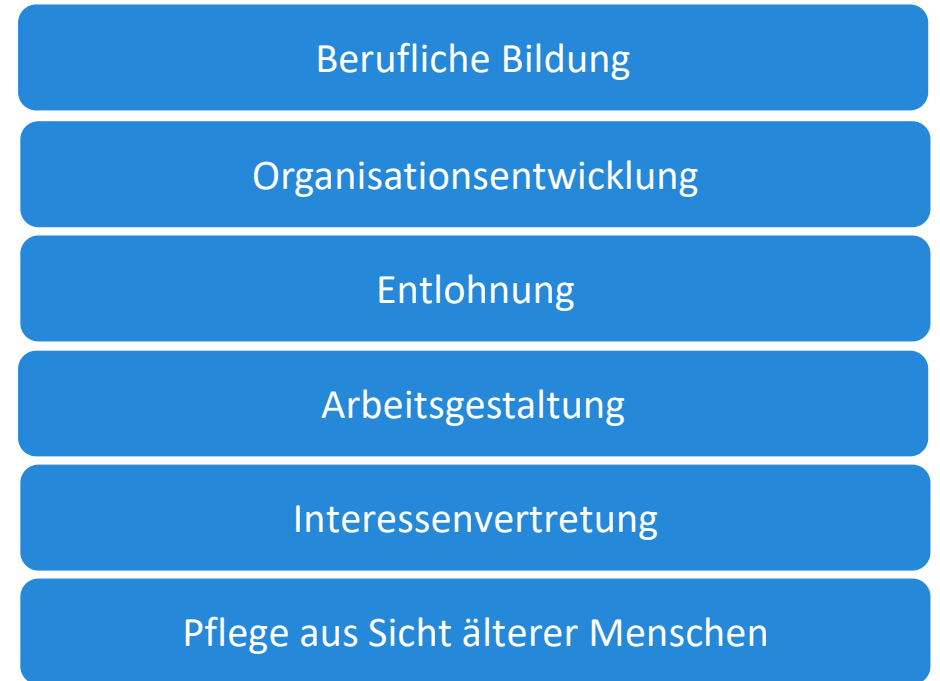 Berufliche Bildung
Organisationsentwicklung
Entlohnung
Arbeitsgestaltung
Interessenvertretung
Pflege aus Sicht älterer Menschen